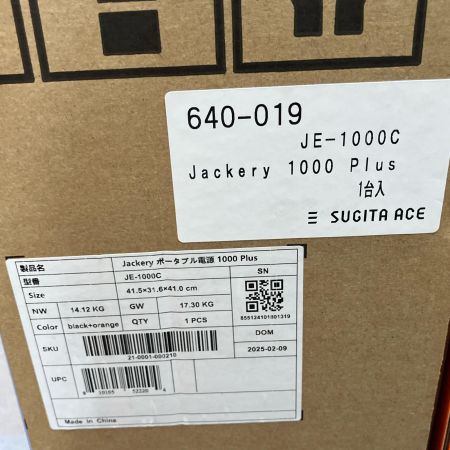 640-019
JE-1000C
Jackery 1000 Plus
1台入
SUGITA ACE
製品名 Jackery ポータブル電源 1000 Plus
型番 JE-1000C
Size 41.5×31.6×41.0 cm
SN
NW 14.12 KG GW 17.30 KG
855124101501319
Color black+orange QTY 1 PCS
DOM
SKU
21-0001-000210
2025-02-09
UPC
Made in China